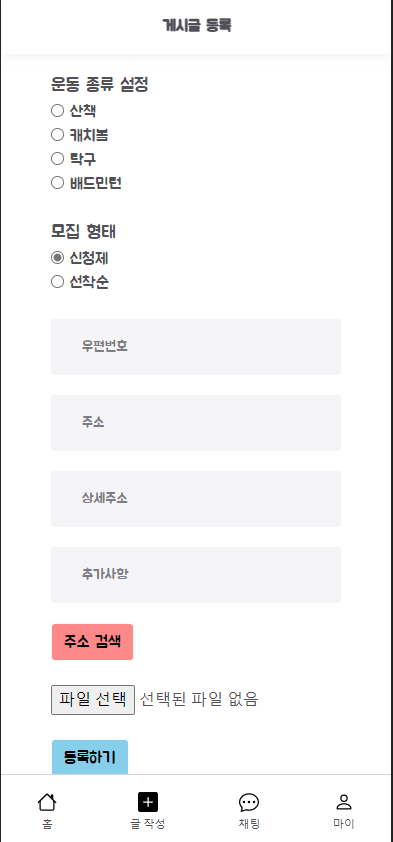 게시글 등록
운동 종류 설정
산책
캐치볼
탁구
배드민턴
모집 형태
신청제
선착순
우편번호
주소
상세주소
추가사항
주소 검색
파일 선택 선택된 파일 없음
등록하기
홈 글 작성 채팅 마이